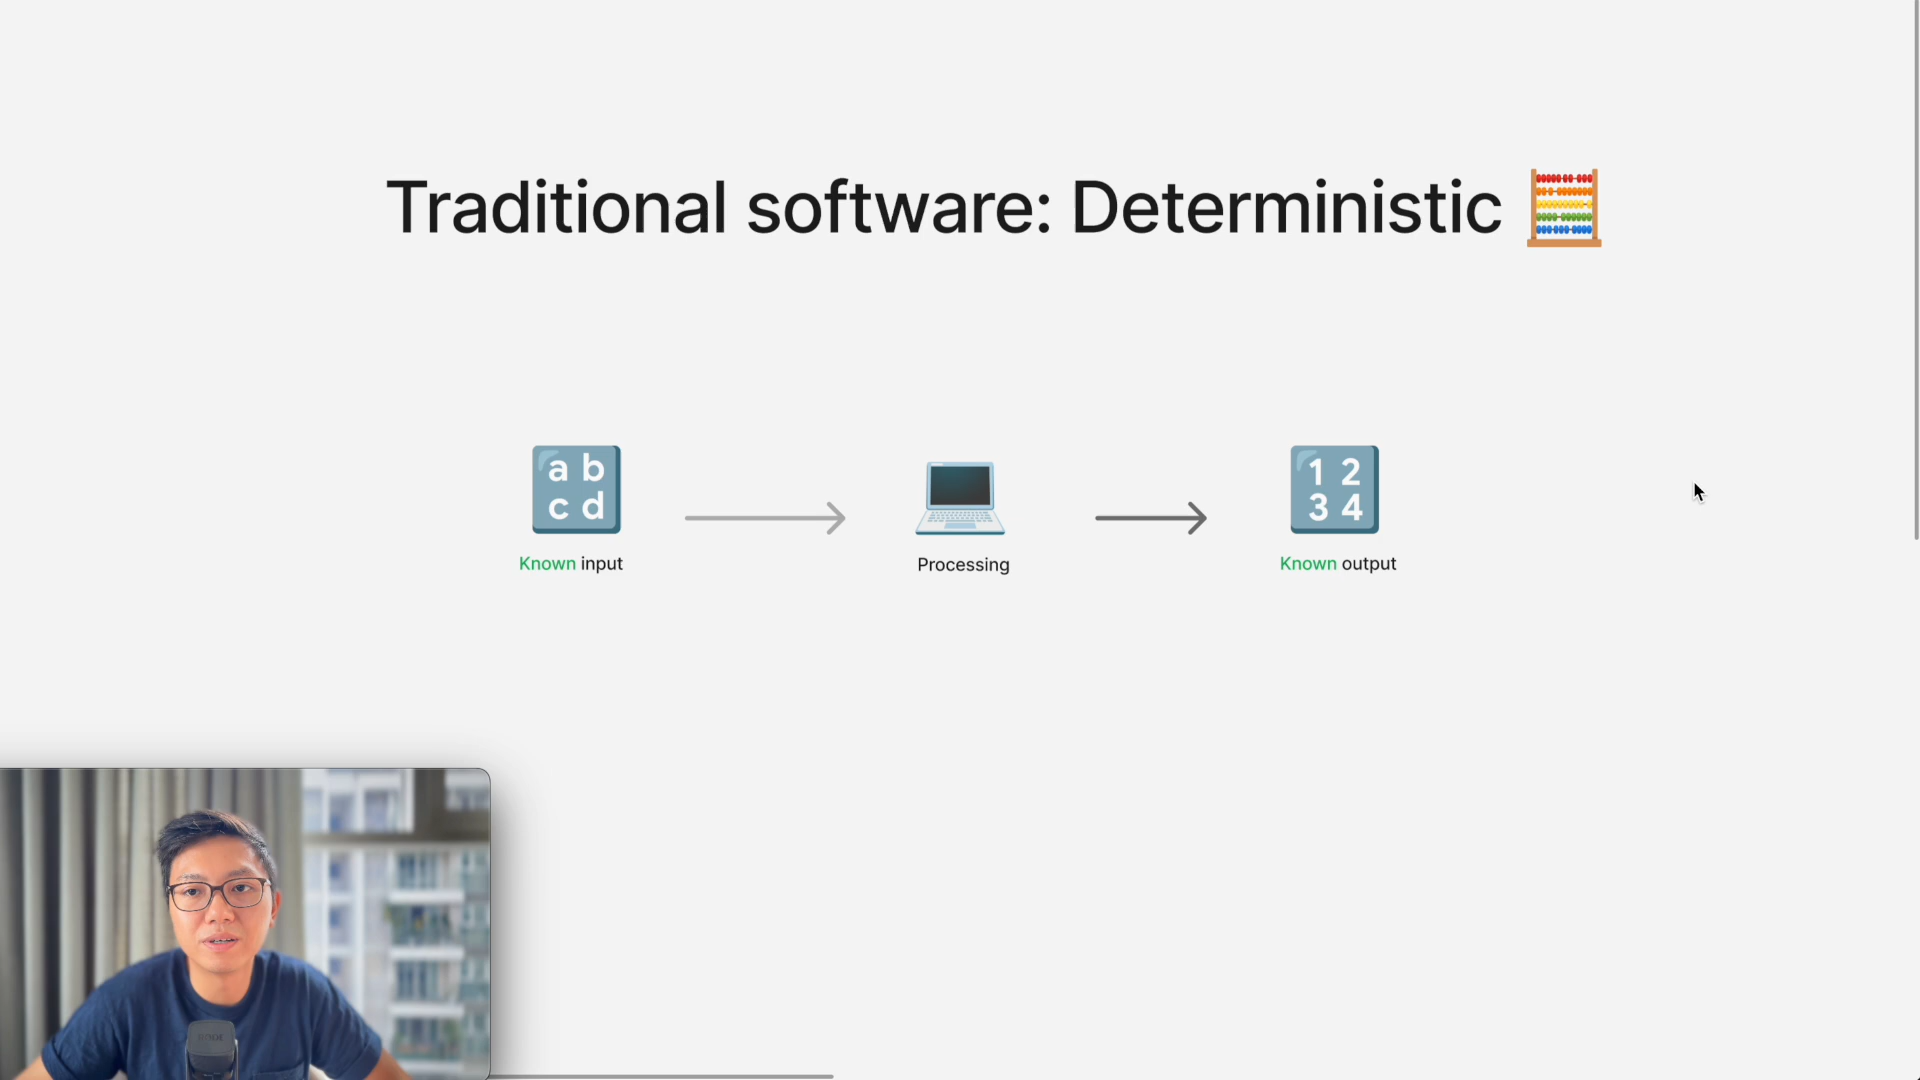 Traditional software: Deterministic 🧮
a b
c d
1 2
3 4
Known input
Processing
Known output